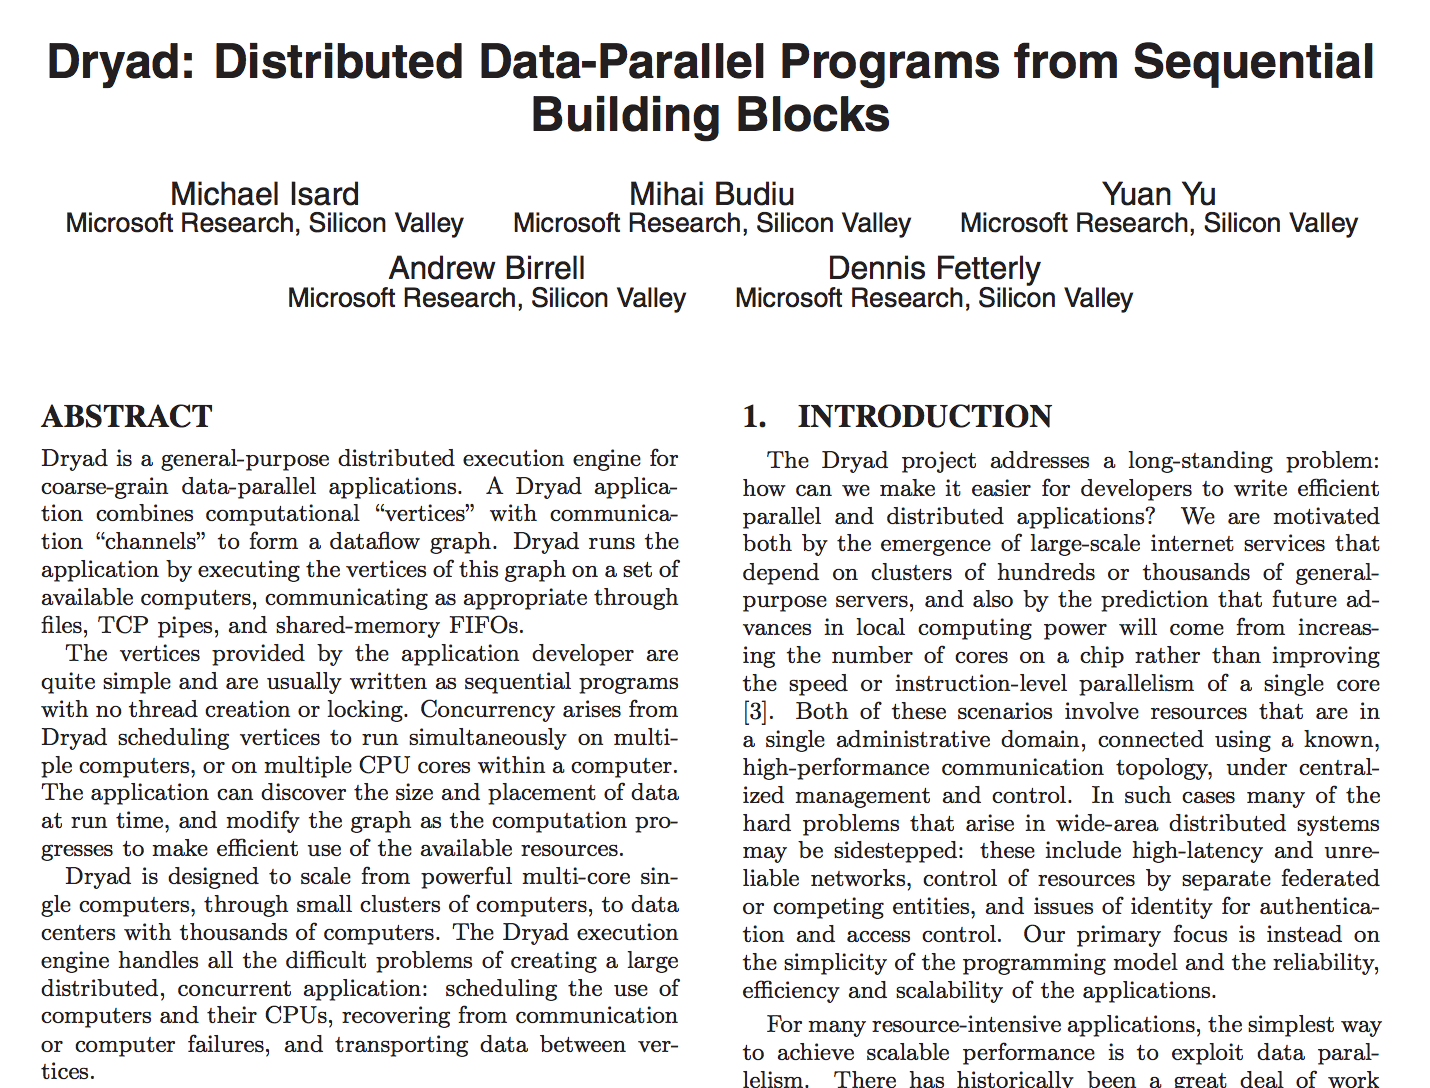 Dryad: Distributed Data-Parallel Programs from Sequential
Building Blocks
Michael Isard
Microsoft Research, Silicon Valley
Mihai Budiu
Microsoft Research, Silicon Valley
Yuan Yu
Microsoft Research, Silicon Valley
Andrew Birrell
Microsoft Research, Silicon Valley
Dennis Fetterly
Microsoft Research, Silicon Valley
ABSTRACT
Dryad is a general-purpose distributed execution engine for
coarse-grain data-parallel applications. A Dryad applica-
tion combines computational “vertices” with communica-
tion “channels” to form a dataflow graph. Dryad runs the
application by executing the vertices of this graph on a set of
available computers, communicating as appropriate through
files, TCP pipes, and shared-memory FIFOs.
The vertices provided by the application developer are
quite simple and are usually written as sequential programs
with no thread creation or locking. Concurrency arises from
Dryad scheduling vertices to run simultaneously on multi-
ple computers, or on multiple CPU cores within a computer.
The application can discover the size and placement of data
at run time, and modify the graph as the computation pro-
gresses to make efficient use of the available resources.
Dryad is designed to scale from powerful multi-core sin-
gle computers, through small clusters of computers, to data
centers with thousands of computers. The Dryad execution
engine handles all the difficult problems of creating a large
distributed, concurrent application: scheduling the use of
computers and their CPUs, recovering from communication
or computer failures, and transporting data between ver-
tices.
1. INTRODUCTION
The Dryad project addresses a long-standing problem:
how can we make it easier for developers to write efficient
parallel and distributed applications? We are motivated
both by the emergence of large-scale internet services that
depend on clusters of hundreds or thousands of general-
purpose servers, and also by the prediction that future ad-
vances in local computing power will come from increas-
ing the number of cores on a chip rather than improving
the speed or instruction-level parallelism of a single core
[3]. Both of these scenarios involve resources that are in
a single administrative domain, connected using a known,
high-performance communication topology, under central-
ized management and control. In such cases many of the
hard problems that arise in wide-area distributed systems
may be sidestepped: these include high-latency and unre-
liable networks, control of resources by separate federated
or competing entities, and issues of identity for authentica-
tion and access control. Our primary focus is instead on
the simplicity of the programming model and the reliability,
efficiency and scalability of the applications.
For many resource-intensive applications, the simplest way
to achieve scalable performance is to exploit data paral-
lelism. There has historically been a great deal of work